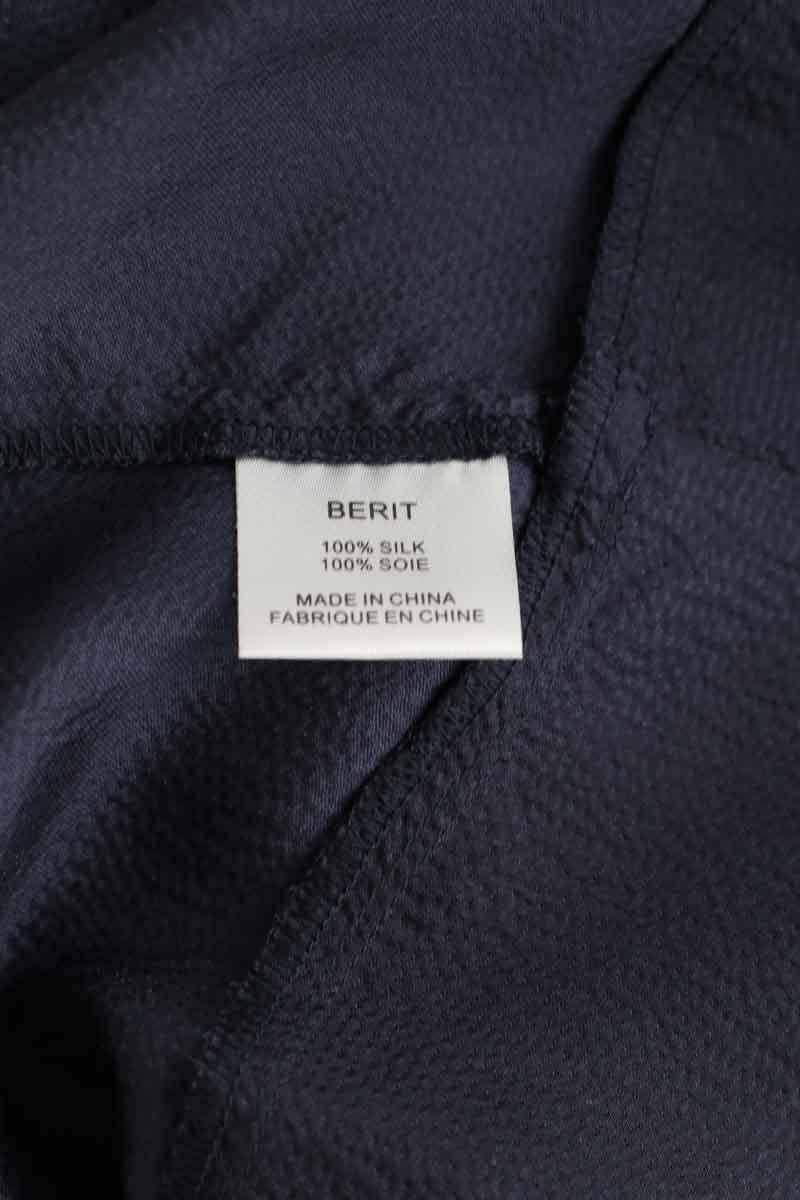 BERIT
100% SILK
100% SOIE
MADE IN CHINA
FABRIQUE EN CHINE